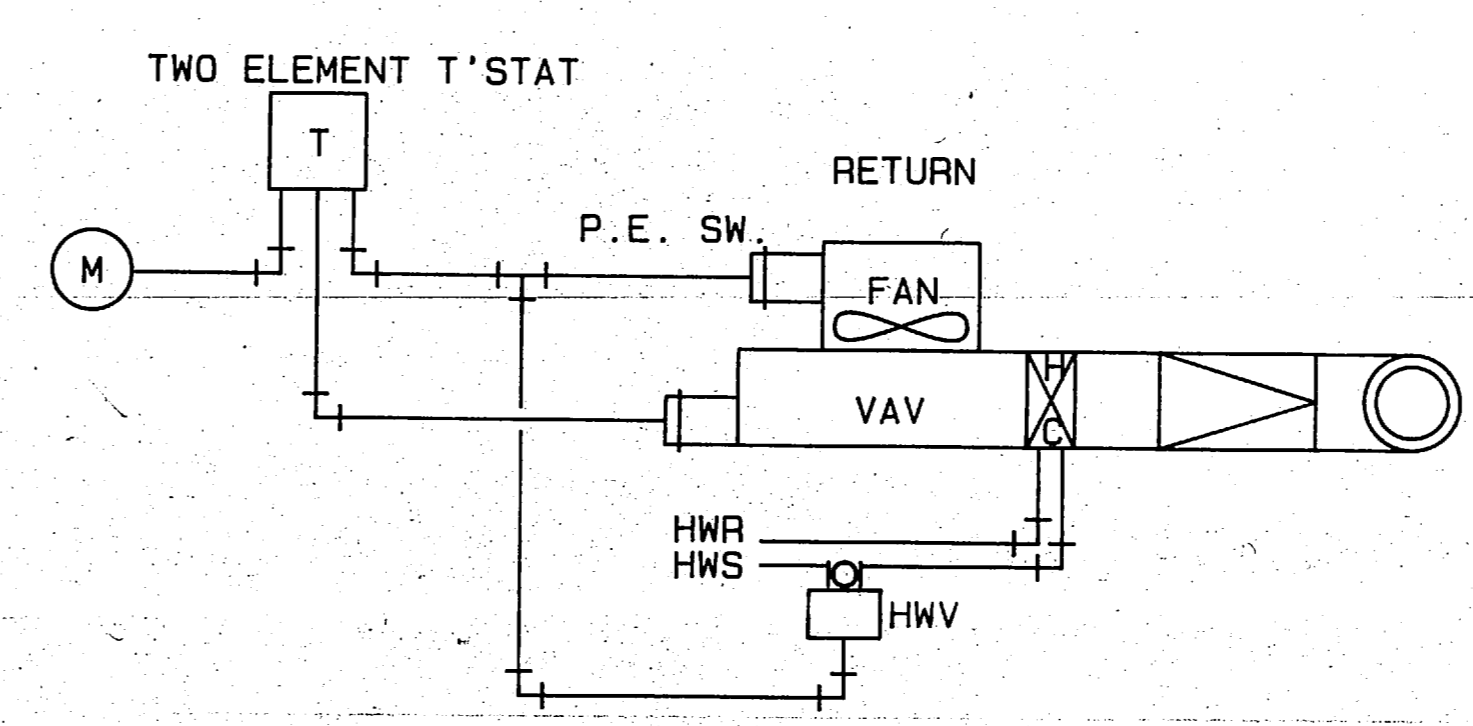 TWO ELEMENT T'STAT
T
RETURN
P.E. SW.
M
FAN
H
VAV
C
HWR
HWS
HWV